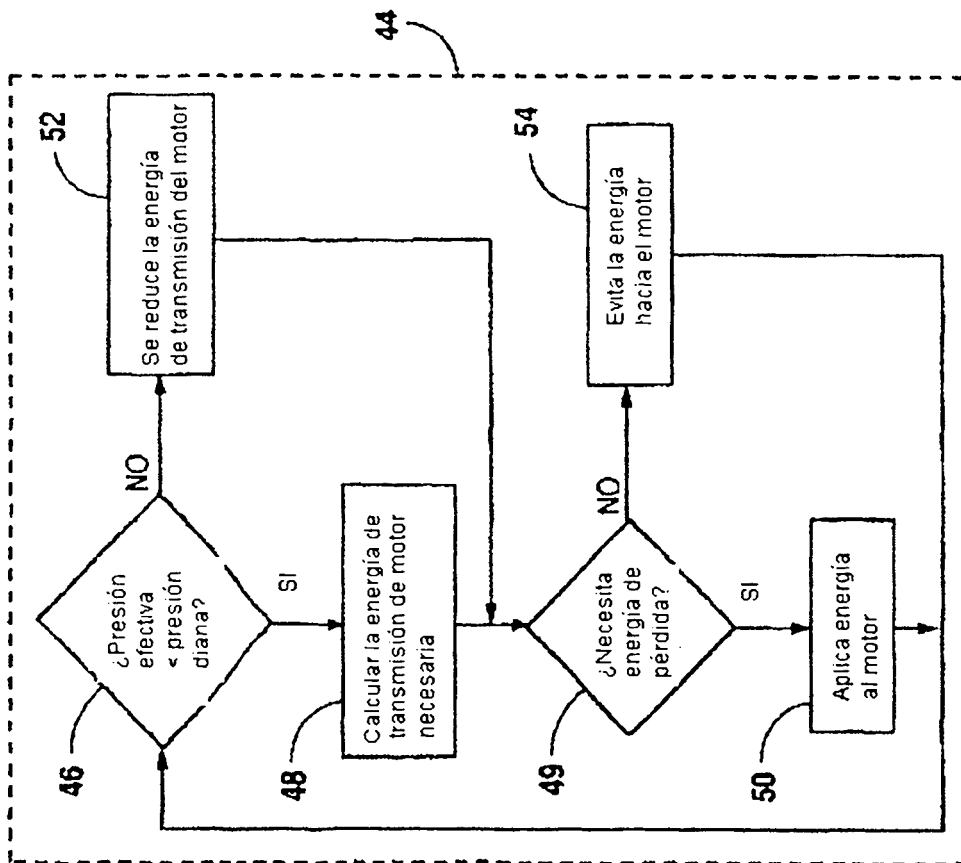 44
46
¿Presión
efectiva
< presión
diana?
NO
SI
52
Se reduce la energía
de transmisión del motor
48
Calcular la energía de
transmisión de motor
necesaria
49
¿Necesita
energía de
pérdida?
NO
SI
54
Evita la energía
hacia el motor
50
Aplica energía
al motor